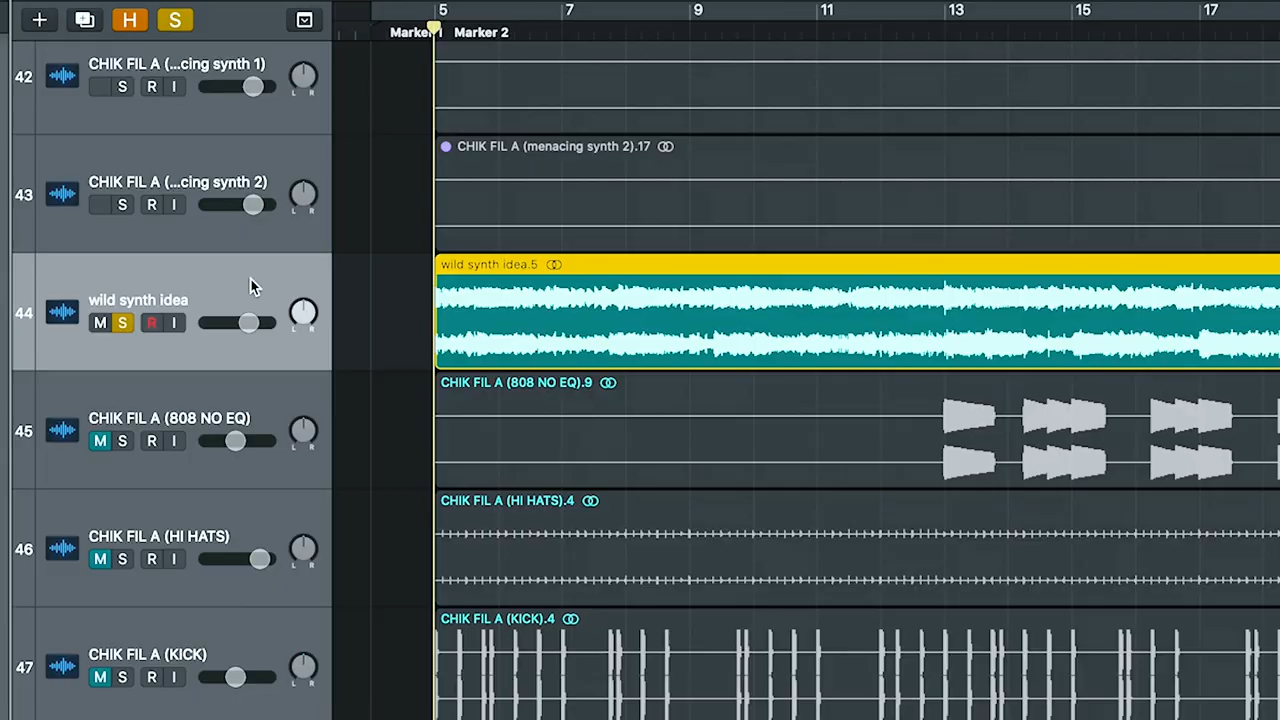 H S
5 7 9 11 13 15 17
Marker 1 Marker 2
42 CHIK FIL A (...cing synth 1)
S R I L R
CHIK FIL A (menacing synth 2).17
43 CHIK FIL A (...cing synth 2)
S R I L R
wild synth idea.5
44 wild synth idea
M S R I L R
CHIK FIL A (808 NO EQ).9
45 CHIK FIL A (808 NO EQ)
M S R I L R
CHIK FIL A (HI HATS).4
46 CHIK FIL A (HI HATS)
M S R I L R
CHIK FIL A (KICK).4
47 CHIK FIL A (KICK)
M S R I L R